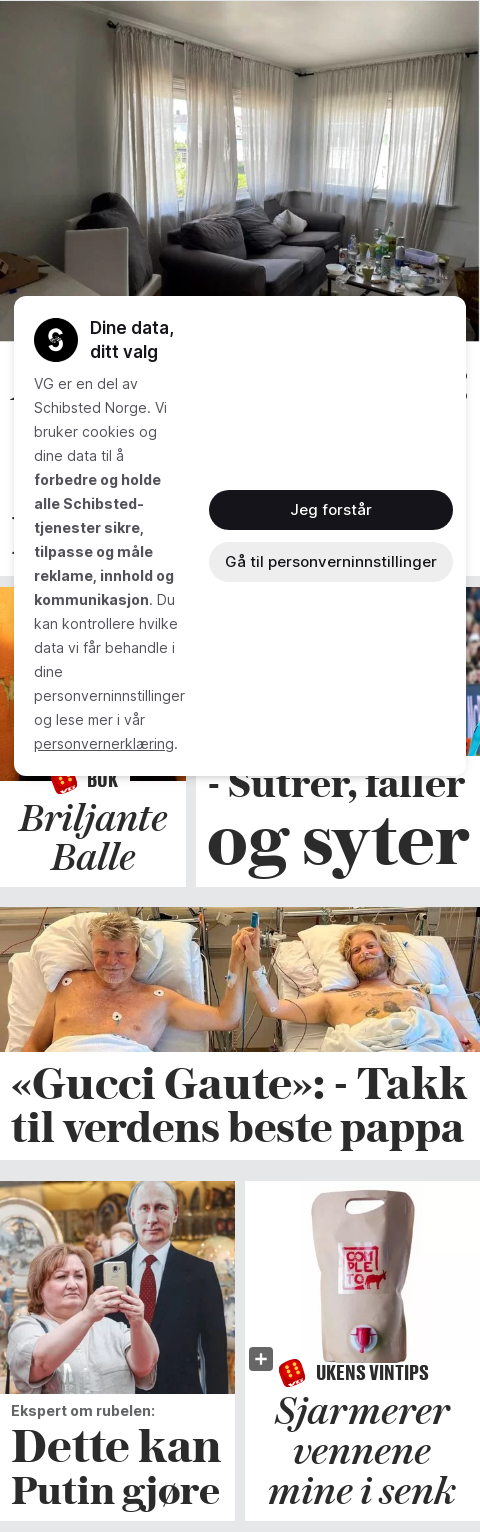 Dine data,
ditt valg
VG er en del av
Schibsted Norge. Vi
bruker cookies og
dine data til å
forbedre og holde
alle Schibsted-
tjenester sikre,
tilpasse og måle
reklame, innhold og
kommunikasjon. Du
kan kontrollere hvilke
data vi får behandle i
dine
personverninnstillinger
og lese mer i vår
personvernerklæring.
Jeg forstår
Gå til personverninnstillinger
BOK
Briljante
Balle
- Sutrer, faller
og syter
«Gucci Gaute»: - Takk
til verdens beste pappa
Ekspert om rubelen:
Dette kan
Putin gjøre
COM
PLE
TO
VG
UKENS VINTIPS
Sjarmerer
vennene
mine i senk